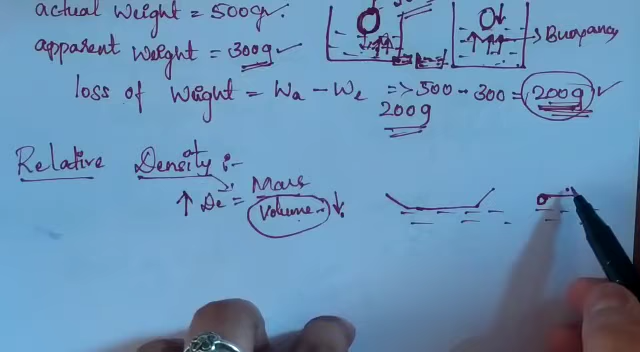 actual Weight = 500gr.
apparent Weight = 300g ✓
→ Buoyancy
loss of Weight = Wa - We => 500 - 300 = 200g ✓
200g
Relative Density :-
↑ De = Mass
Volume ↓